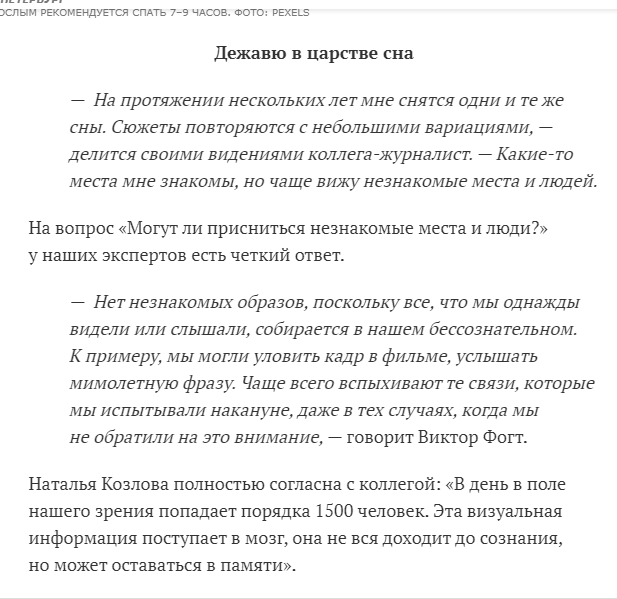 ОСЛЫМ РЕКОМЕНДУЕТСЯ СПАТЬ 7–9 ЧАСОВ. ФОТО: PEXELS
Дежавю в царстве сна
— На протяжении нескольких лет мне снятся одни и те же
сны. Сюжеты повторяются с небольшими вариациями, —
делится своими видениями коллега-журналист. — Какие-то
места мне знакомы, но чаще вижу незнакомые места и людей.
На вопрос «Могут ли присниться незнакомые места и люди?»
у наших экспертов есть четкий ответ.
— Нет незнакомых образов, поскольку все, что мы однажды
видели или слышали, собирается в нашем бессознательном.
К примеру, мы могли уловить кадр в фильме, услышать
мимолетную фразу. Чаще всего вспыхивают те связи, которые
мы испытывали накануне, даже в тех случаях, когда мы
не обратили на это внимание, — говорит Виктор Фогт.
Наталья Козлова полностью согласна с коллегой: «В день в поле
нашего зрения попадает порядка 1500 человек. Эта визуальная
информация поступает в мозг, она не вся доходит до сознания,
но может оставаться в памяти».